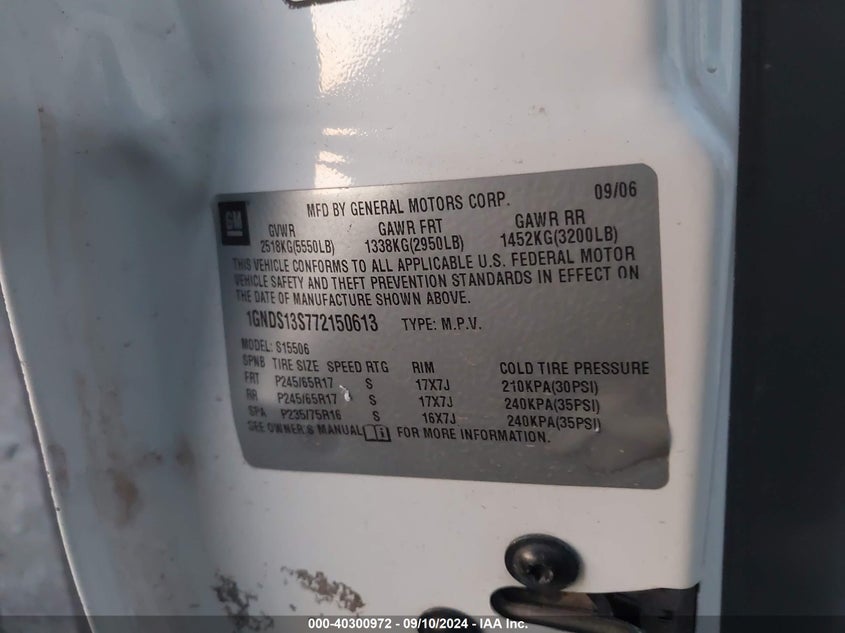 GM
MFD BY GENERAL MOTORS CORP. 09/06
GVWR GAWR FRT GAWR RR
2518KG(5550LB) 1338KG(2950LB) 1452KG(3200LB)
THIS VEHICLE CONFORMS TO ALL APPLICABLE U.S. FEDERAL MOTOR
VEHICLE SAFETY AND THEFT PREVENTION STANDARDS IN EFFECT ON
THE DATE OF MANUFACTURE SHOWN ABOVE.
1GNDS13S772150613 TYPE: M.P.V.
MODEL: S15506
SPNB TIRE SIZE SPEED RTG RIM COLD TIRE PRESSURE
FRT P245/65R17 S 17X7J 210KPA(30PSI)
RR P245/65R17 S 17X7J 240KPA(35PSI)
SPA P235/75R16 S 16X7J 240KPA(35PSI)
SEE OWNER'S MANUAL FOR MORE INFORMATION.
000-40300972 - 09/10/2024 - IAA Inc.